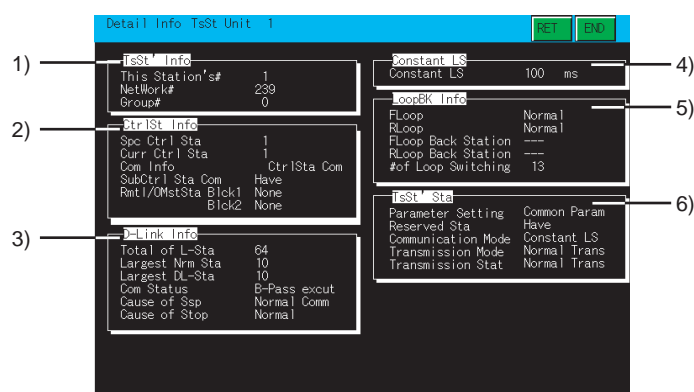 Detail Info TsSt Unit 1 RET END
1)
TsSt' Info
This Station's# 1
NetWork# 239
Group# 0
2)
CtrlSt Info
Spc Ctrl Sta 1
Curr Ctrl Sta 1
Com Info CtrlSta Com
SubCtrl Sta Com Have
Rmtl/OMstSta Blck1 None
Blck2 None
3)
D-Link Info
Total of L-Sta 64
Largest Nrm Sta 10
Largest DL-Sta 10
Com Status B-Pass excut
Cause of Ssp Normal Comm
Cause of Stop Normal
4)
Constant LS
Constant LS 100 ms
5)
LoopBK Info
FLoop Normal
RLoop Normal
FLoop Back Station ---
RLoop Back Station ---
#of Loop Switching 13
6)
TsSt' Sta
Parameter Setting Common Param
Reserved Sta Have
Communication Mode Constant LS
Transmission Mode Normal Trans
Transmission Stat Normal Trans